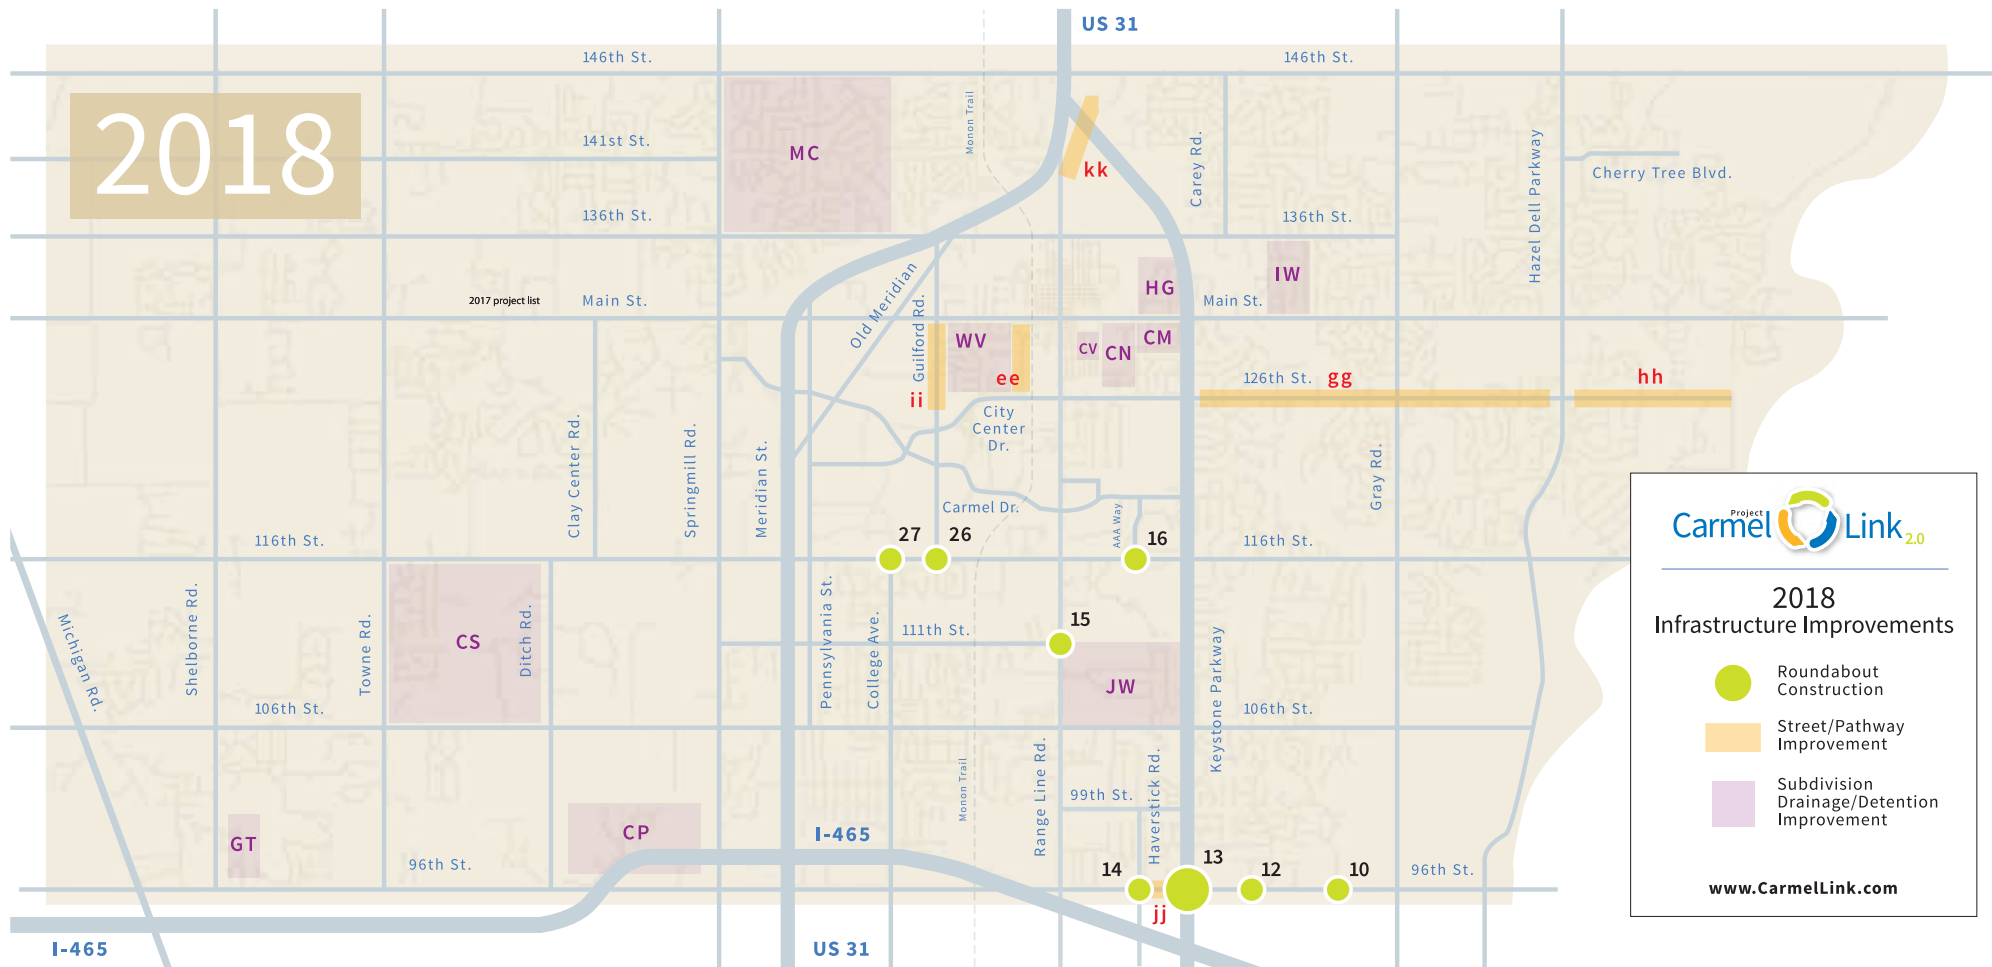 US 31
146th St.
146th St.
2018
Monon Trail
141st St.
MC
kk
Carey Rd.
Hazel Dell Parkway
Cherry Tree Blvd.
136th St.
136th St.
Old Meridian
HG
IW
2017 project list
Main St.
Main St.
Guilford Rd.
WV
CV
CN
CM
ee
ii
126th St.
gg
hh
City
Center
Dr.
Clay Center Rd.
Springmill Rd.
Meridian St.
Gray Rd.
Carmel Dr.
AAA Way
27
26
16
116th St.
116th St.
Michigan Rd.
Shelborne Rd.
Towne Rd.
CS
Ditch Rd.
Pennsylvania St.
College Ave.
111th St.
15
JW
Keystone Parkway
106th St.
106th St.
Monon Trail
Range Line Rd.
99th St.
Haverstick Rd.
GT
CP
I-465
96th St.
14
13
12
10
96th St.
jj
I-465
US 31
Project
Carmel Link 2.0
2018
Infrastructure Improvements
Roundabout
Construction
Street/Pathway
Improvement
Subdivision
Drainage/Detention
Improvement
www.CarmelLink.com